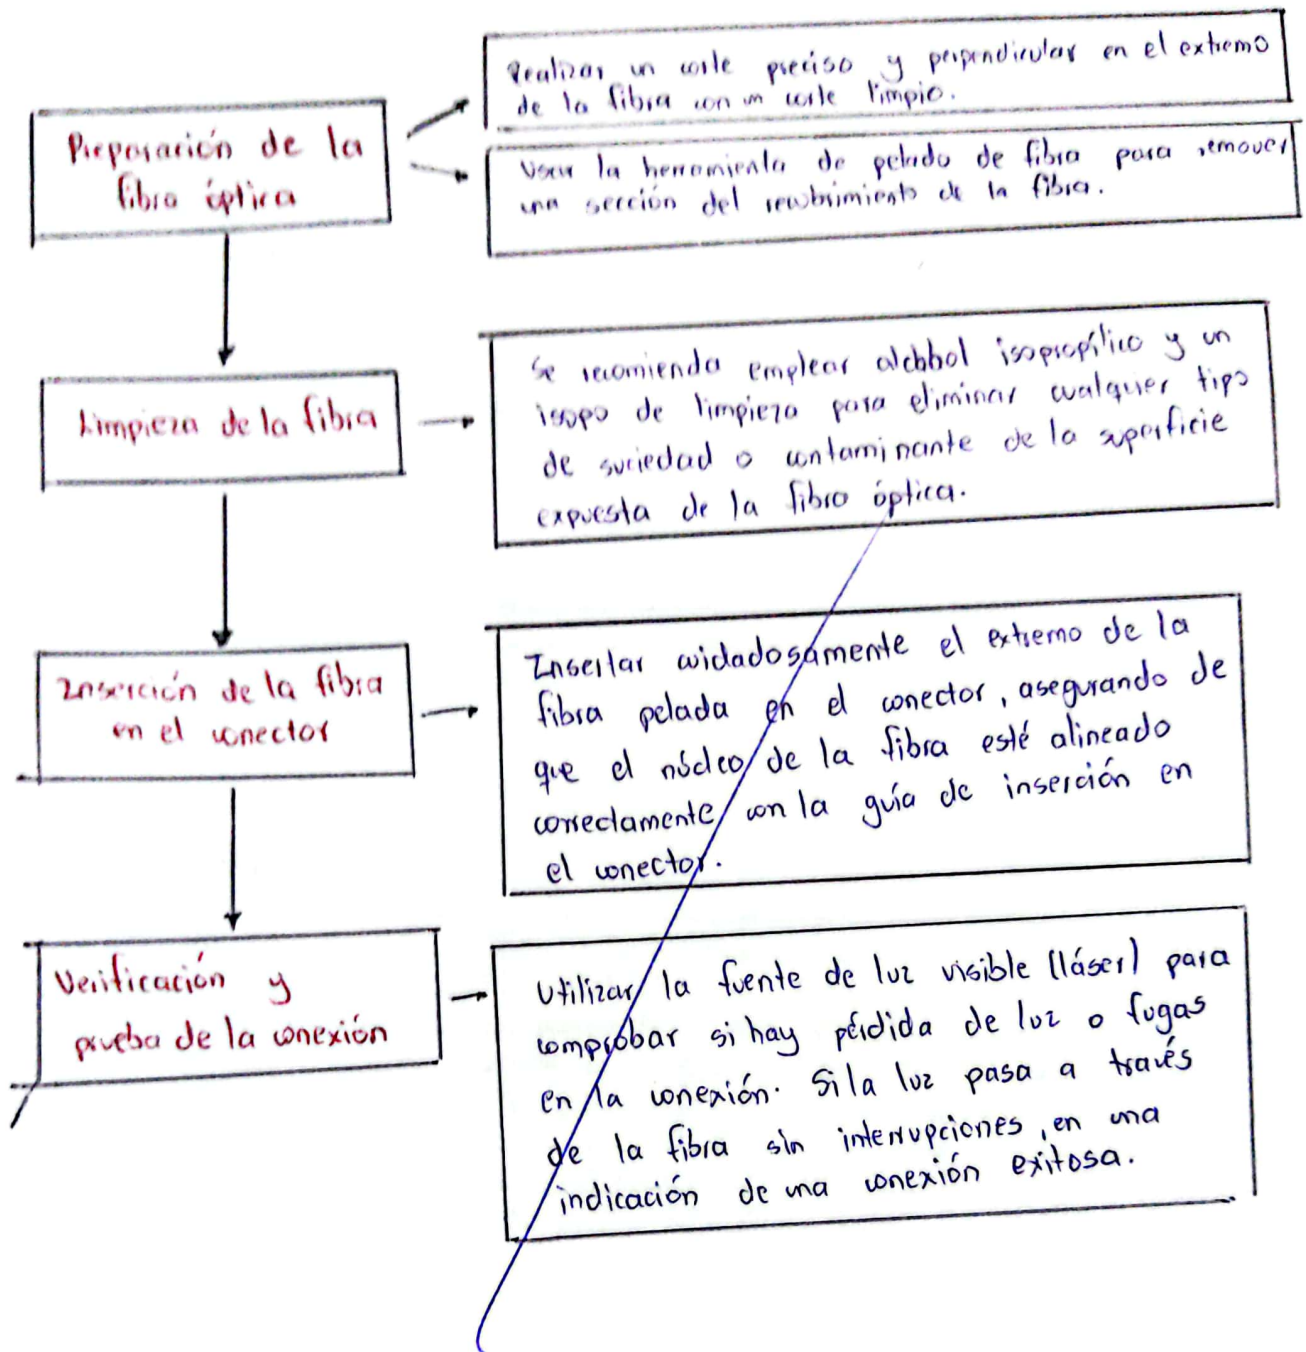 Preparación de la
fibra óptica
Realizar un corte preciso y perpendicular en el extremo
de la fibra con un corte limpio.
Usar la herramienta de pelado de fibra para remover
una sección del recubrimiento de la fibra.
Limpieza de la fibra
Se recomienda emplear alcohol isopropílico y un
isopo de limpieza para eliminar cualquier tipo
de suciedad o contaminante de la superficie
expuesta de la fibra óptica.
Inserción de la fibra
en el conector
Insertar cuidadosamente el extremo de la
fibra pelada en el conector, asegurando de
que el núcleo de la fibra esté alineado
correctamente con la guía de inserción en
el conector.
Verificación y
prueba de la conexión
Utilizar la fuente de luz visible (láser) para
comprobar si hay pérdida de luz o fugas
en la conexión. Si la luz pasa a través
de la fibra sin interrupciones, en una
indicación de una conexión exitosa.